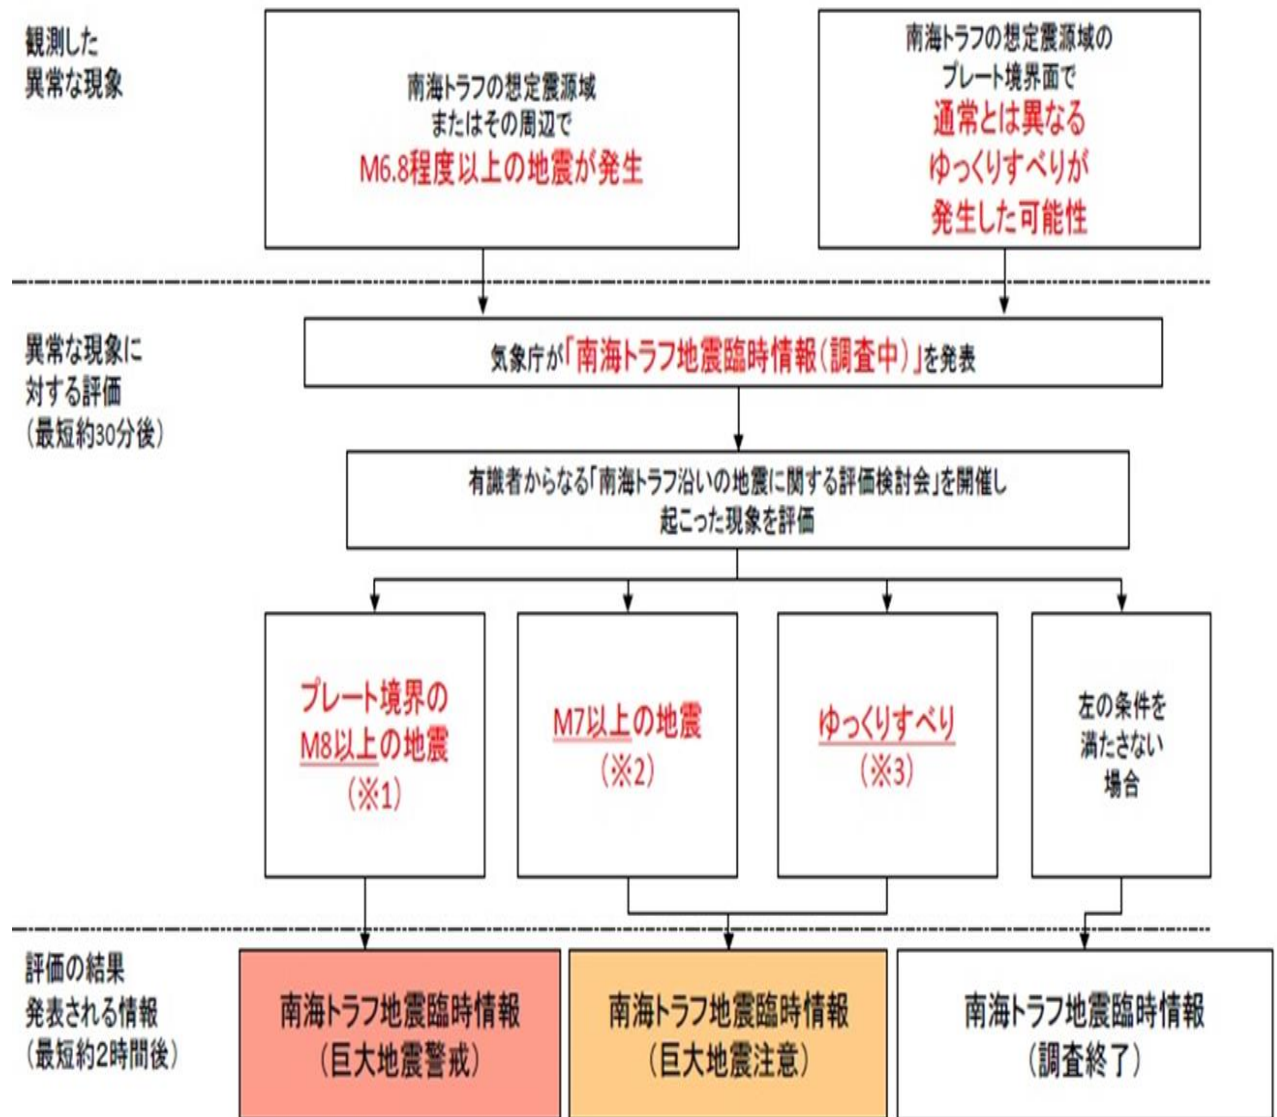 観測した
異常な現象
南海トラフの想定震源域
またはその周辺で
M6.8程度以上の地震が発生
南海トラフの想定震源域の
プレート境界面で
通常とは異なる
ゆっくりすべりが
発生した可能性
異常な現象に
対する評価
(最短約30分後)
気象庁が「南海トラフ地震臨時情報(調査中)」を発表
有識者からなる「南海トラフ沿いの地震に関する評価検討会」を開催し
起こった現象を評価
プレート境界の
M8以上の地震
(※1)
M7以上の地震
(※2)
ゆっくりすべり
(※3)
左の条件を
満たさない
場合
評価の結果
発表される情報
(最短約2時間後)
南海トラフ地震臨時情報
(巨大地震警戒)
南海トラフ地震臨時情報
(巨大地震注意)
南海トラフ地震臨時情報
(調査終了)